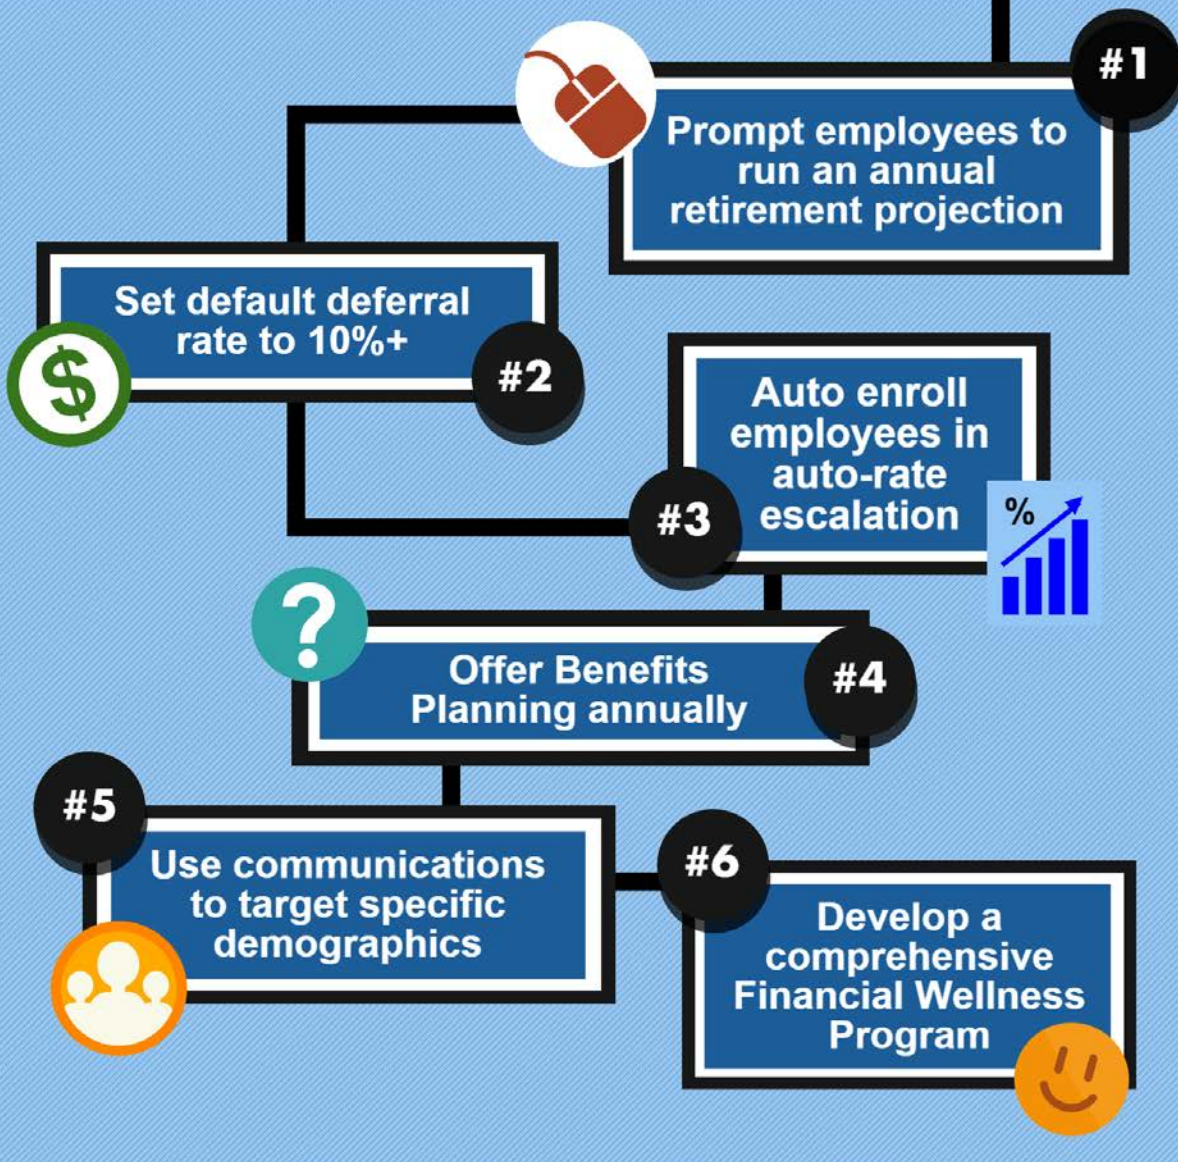 #1
Prompt employees to
run an annual
retirement projection
Set default deferral
rate to 10%+
#2
Auto enroll
employees in
auto-rate
escalation
#3
%
$
?
Offer Benefits
Planning annually
#4
#5
Use communications
to target specific
demographics
#6
Develop a
comprehensive
Financial Wellness
Program